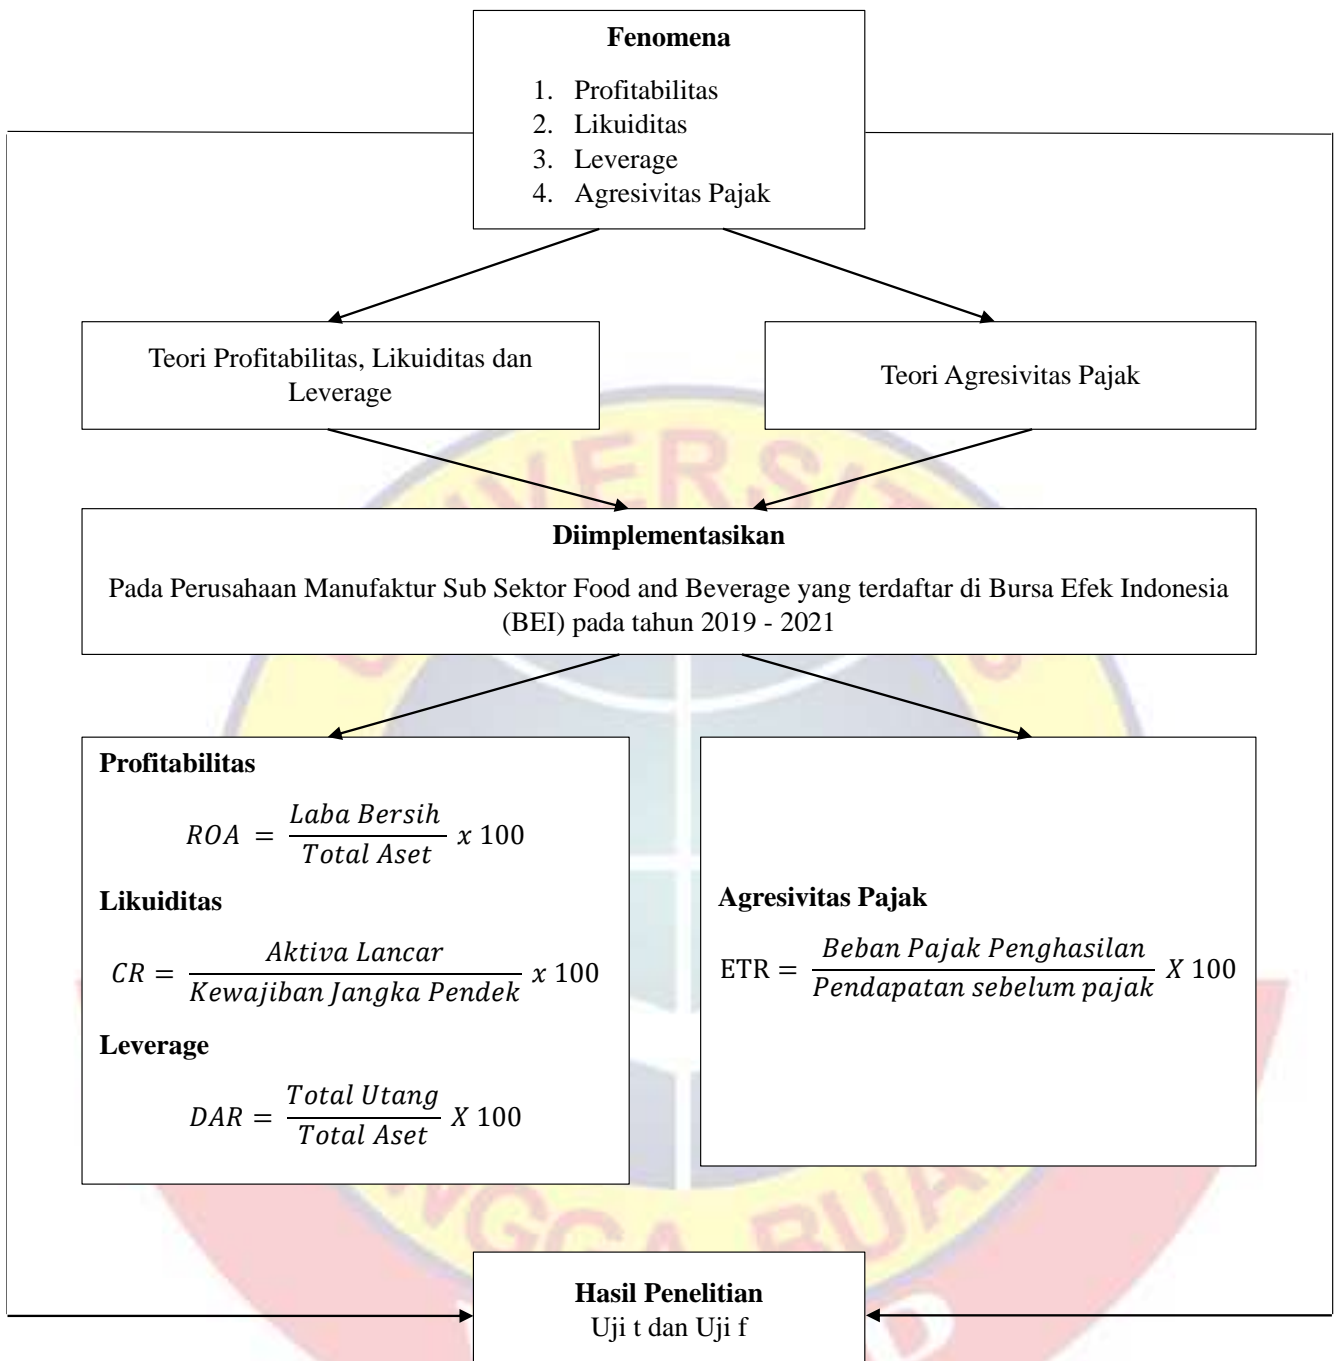 Fenomena
1. Profitabilitas
2. Likuiditas
3. Leverage
4. Agresivitas Pajak
Teori Profitabilitas, Likuiditas dan
Leverage
Teori Agresivitas Pajak
Diimplementasikan
Pada Perusahaan Manufaktur Sub Sektor Food and Beverage yang terdaftar di Bursa Efek Indonesia
(BEI) pada tahun 2019 - 2021
Profitabilitas
ROA = Laba Bersih / Total Aset x 100
Likuiditas
CR = Aktiva Lancar / Kewajiban Jangka Pendek x 100
Leverage
DAR = Total Utang / Total Aset X 100
Agresivitas Pajak
ETR = Beban Pajak Penghasilan / Pendapatan sebelum pajak X 100
Hasil Penelitian
Uji t dan Uji f